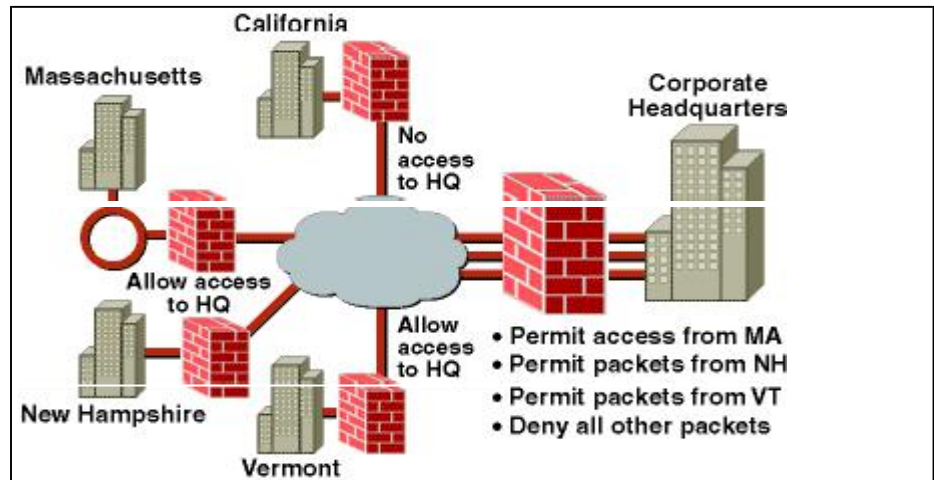 California
Massachusetts
Corporate
Headquarters
No
access
to HQ
Allow access
to HQ
Allow
access
to HQ
New Hampshire
Vermont
• Permit access from MA
• Permit packets from NH
• Permit packets from VT
• Deny all other packets